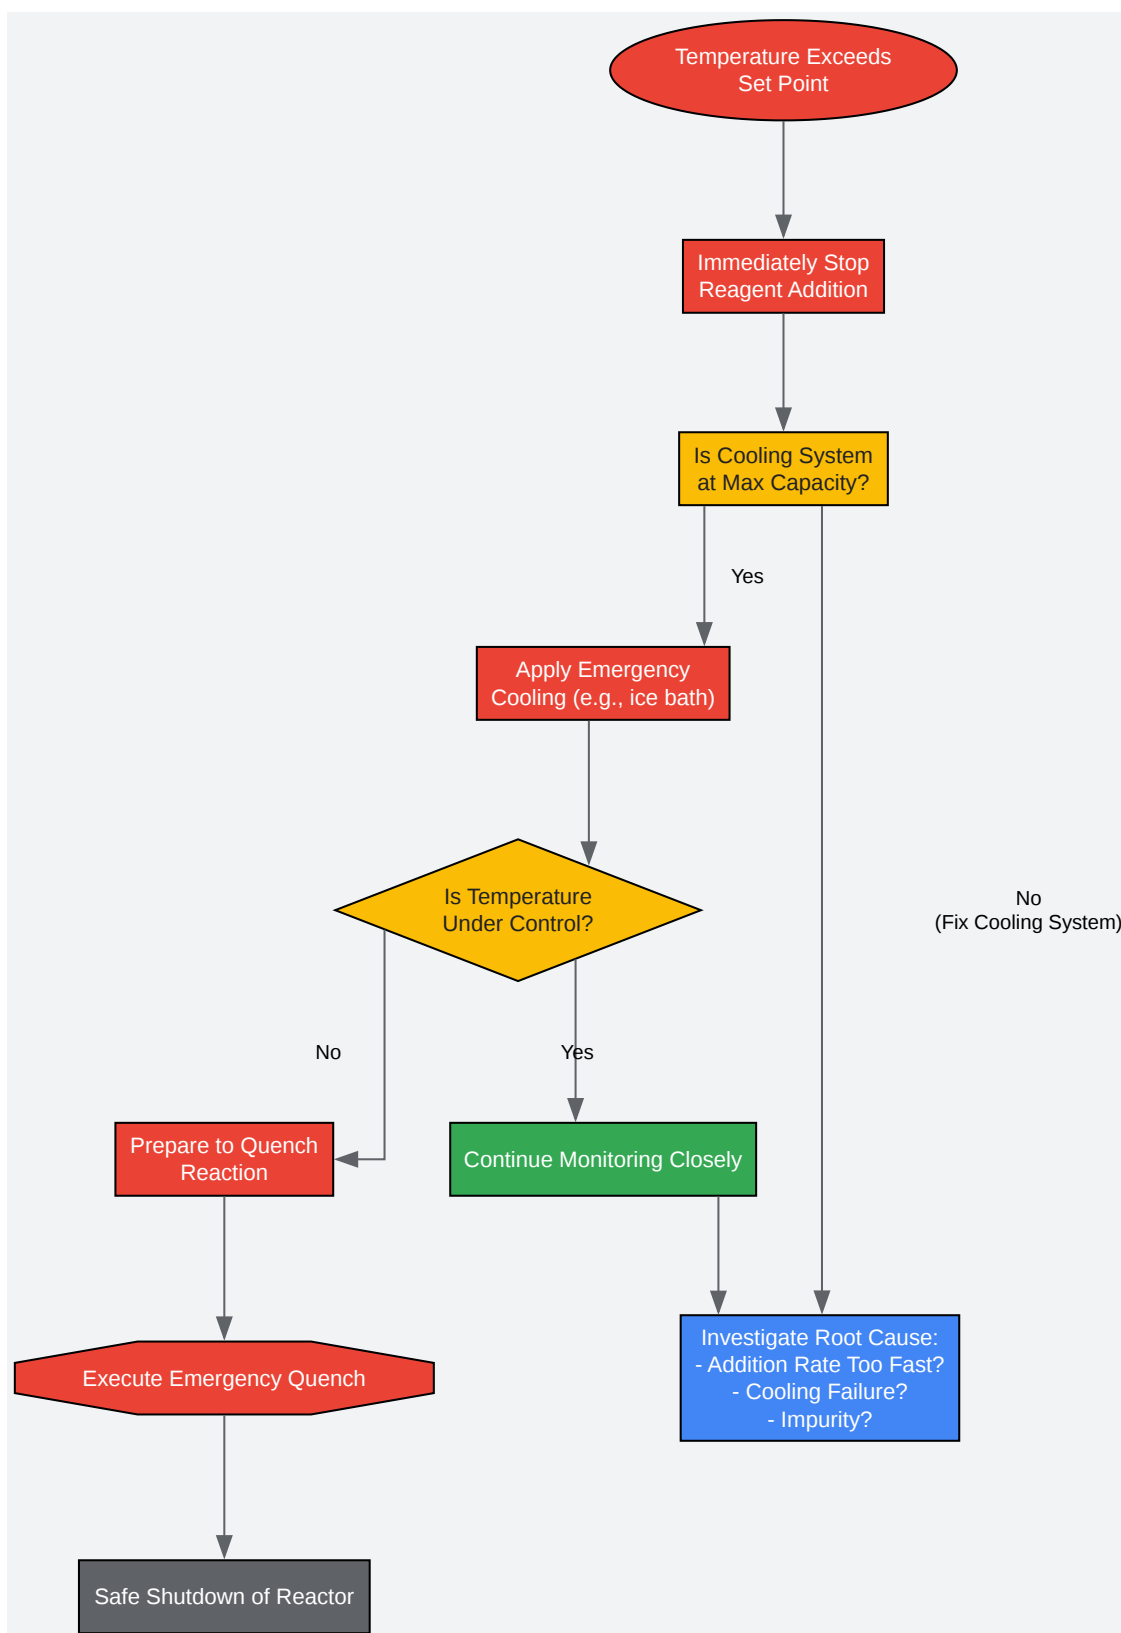 Temperature Exceeds
Set Point
Immediately Stop
Reagent Addition
Is Cooling System
at Max Capacity?
Yes
Apply Emergency
Cooling (e.g., ice bath)
Is Temperature
Under Control?
No
(Fix Cooling System)
No
Yes
Prepare to Quench
Reaction
Continue Monitoring Closely
Execute Emergency Quench
Investigate Root Cause:
- Addition Rate Too Fast?
- Cooling Failure?
- Impurity?
Safe Shutdown of Reactor